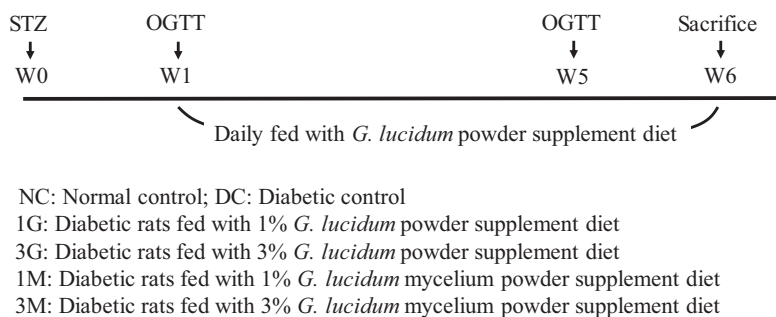 STZ OGTT OGTT Sacrifice
W0 W1 W5 W6
Daily fed with G. lucidum powder supplement diet
NC: Normal control; DC: Diabetic control
1G: Diabetic rats fed with 1% G. lucidum powder supplement diet
3G: Diabetic rats fed with 3% G. lucidum powder supplement diet
1M: Diabetic rats fed with 1% G. lucidum mycelium powder supplement diet
3M: Diabetic rats fed with 3% G. lucidum mycelium powder supplement diet